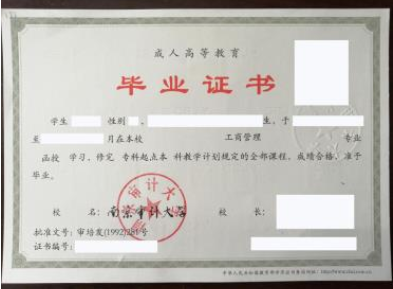 成人高等教育
毕业证书
学生 性别 , 生，于
至 月在本校 工商管理 专业
函授 学习，修完 专科起点本 科教学计划规定的全部课程，成绩合格，准予
毕业。
校 名：南京审计大学 校 长：
批准文号：审培发(1992)281号
证书编号：